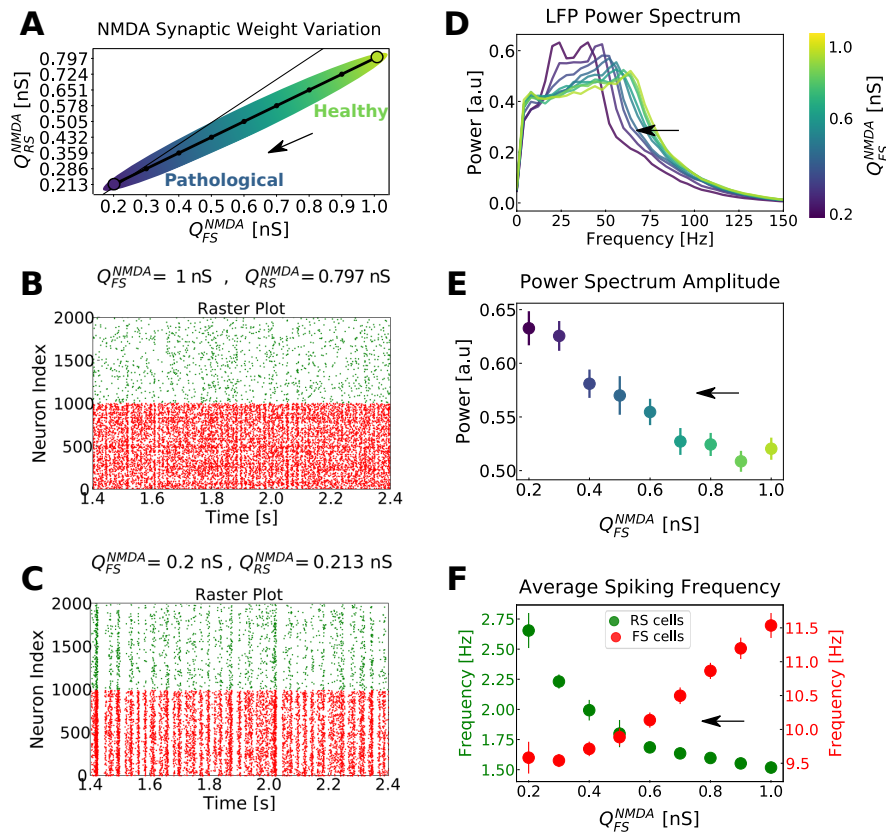 A
NMDA Synaptic Weight Variation
Q_RS^NMDA [nS]
0.797
0.724
0.651
0.578
0.505
0.432
0.359
0.286
0.213
Healthy
Pathological
0.2 0.3 0.4 0.5 0.6 0.7 0.8 0.9 1.0
Q_FS^NMDA [nS]
B
Q_FS^NMDA = 1 nS , Q_RS^NMDA = 0.797 nS
Raster Plot
Neuron Index
2000
1500
1000
500
0
1.4 1.6 1.8 2.0 2.2 2.4
Time [s]
C
Q_FS^NMDA = 0.2 nS , Q_RS^NMDA = 0.213 nS
Raster Plot
Neuron Index
2000
1500
1000
500
0
1.4 1.6 1.8 2.0 2.2 2.4
Time [s]
D
LFP Power Spectrum
Power [a.u]
0.6
0.4
0.2
0.0
0 25 50 75 100 125 150
Frequency [Hz]
1.0
0.6
0.2
Q_FS^NMDA [nS]
E
Power Spectrum Amplitude
Power [a.u]
0.65
0.60
0.55
0.50
0.2 0.4 0.6 0.8 1.0
Q_FS^NMDA [nS]
F
Average Spiking Frequency
Frequency [Hz]
2.75
2.50
2.25
2.00
1.75
1.50
RS cells
FS cells
11.5
11.0
10.5
10.0
9.5
Frequency [Hz]
0.2 0.4 0.6 0.8 1.0
Q_FS^NMDA [nS]